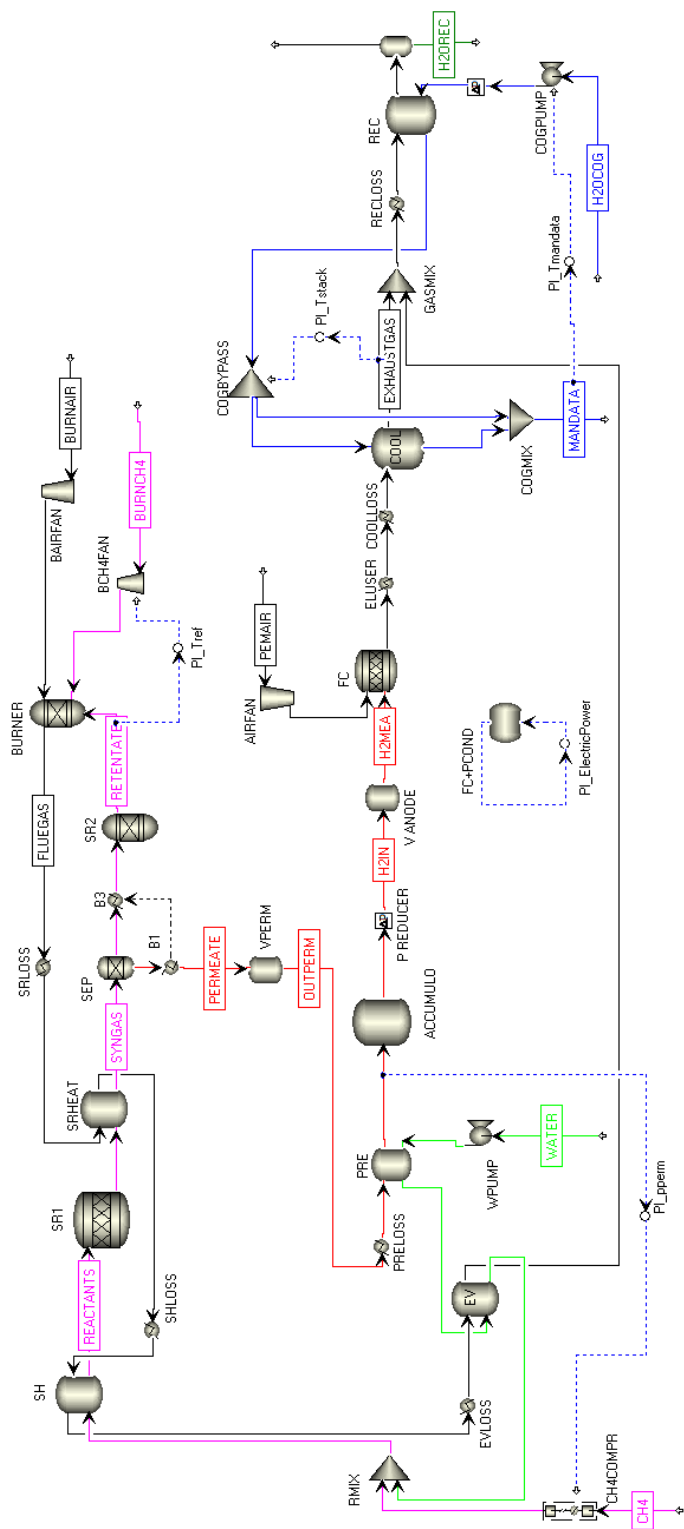 BURNAIR
BAIRFAN
BURNCH4
BCH4FAN
PI_Tref
BURNER
RETENTATE
FLUEGAS
SR2
B3
B1
SEP
SRLOSS
SYNGAS
SRHEAT
SR1
REACTANTS
SHLOSS
SH
PERMEATE
VPERM
OUTPERM
H2OREC
REC
RECLOSS
GASMIX
ΔP
COGPUMP
H2OCOG
PI_Tmandata
PI_Tstack
COGBYPASS
EXHAUSTGAS
COOL
COGMIX
MANDATA
COOLLOSS
ELUSER
PEMAIR
AIRFAN
FC
H2MEA
VANODE
H2IN
ΔP
P REDUCER
ACCUMULO
FC+PCOND
PI_ElectricPower
PRE
PRELOSS
WPUMP
WATER
PI_pperm
EV
EVLOSS
RMIX
CH4COMPR
CH4